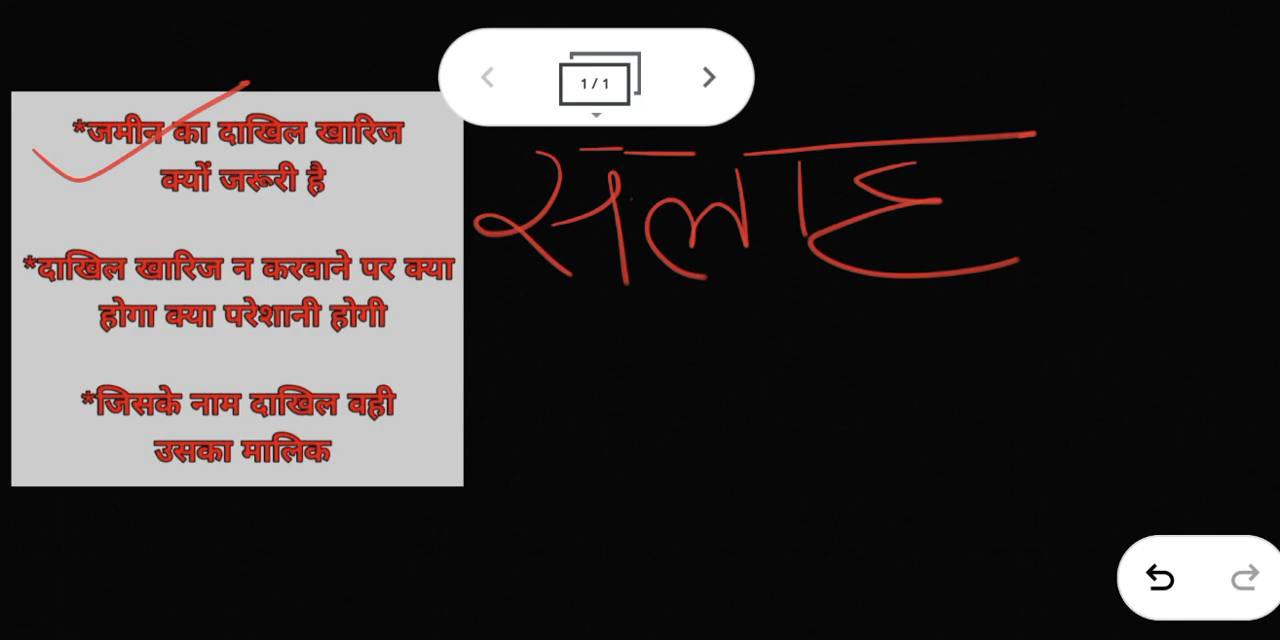 *जमीन का दाखिल खारिज
क्यों जरूरी है
*दाखिल खारिज न करवाने पर क्या
होगा क्या परेशानी होगी
*जिसके नाम दाखिल वही
उसका मालिक
1 / 1
सलाह